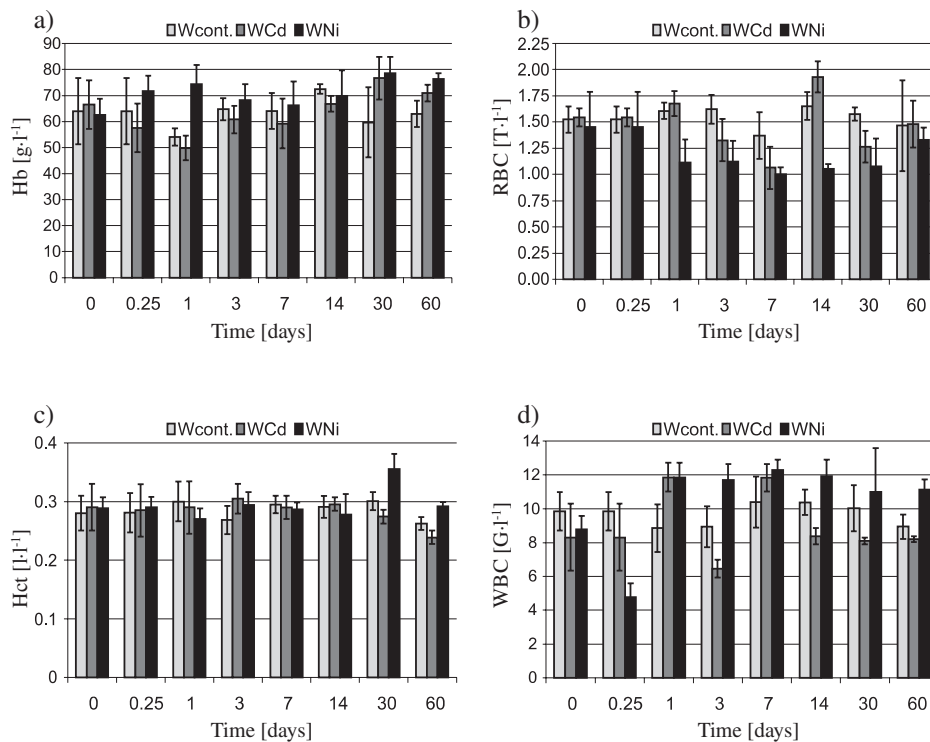 a)
Wcont. WCd WNi
90
80
70
60
50
40
30
20
10
0
Hb [g·l⁻¹]
0 0.25 1 3 7 14 30 60
Time [days]
b)
Wcont. WCd WNi
2.25
2.00
1.75
1.50
1.25
1.00
0.75
0.50
0.25
0.00
RBC [T·l⁻¹]
0 0.25 1 3 7 14 30 60
Time [days]
c)
Wcont. WCd WNi
0.4
0.3
0.2
0.1
0
Hct [l·l⁻¹]
0 0.25 1 3 7 14 30 60
Time [days]
d)
Wcont. WCd WNi
14
12
10
8
6
4
2
0
WBC [G·l⁻¹]
0 0.25 1 3 7 14 30 60
Time [days]